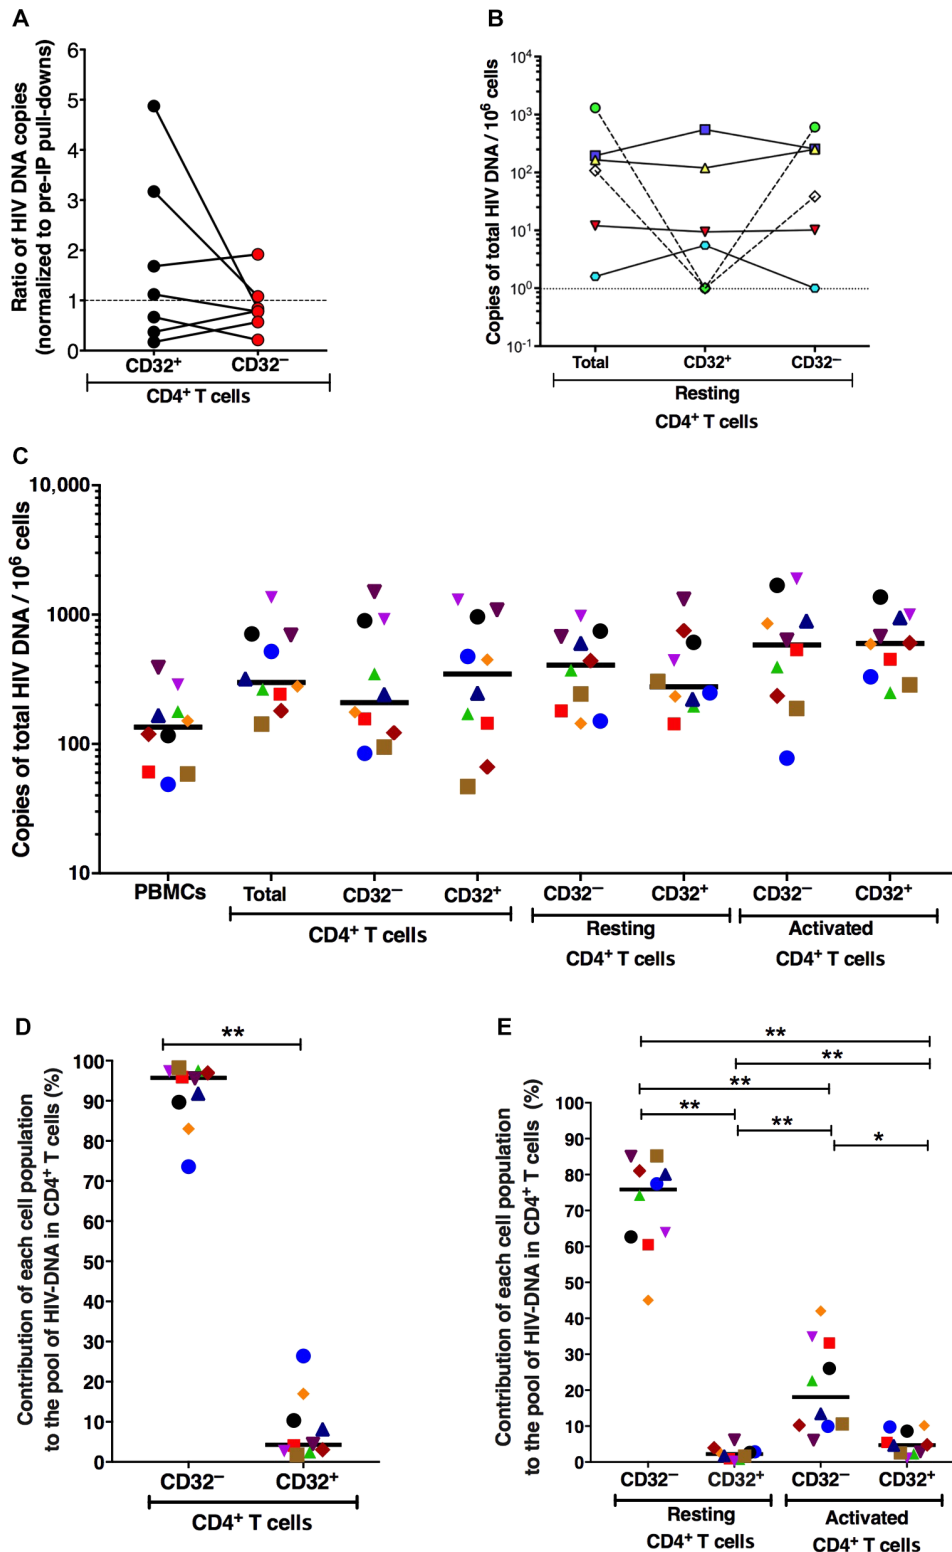 A
Ratio of HIV DNA copies
(normalized to pre-IP pull-downs)
6
5
4
3
2
1
0
CD32+
CD32–
CD4+ T cells
B
Copies of total HIV DNA / 10⁶ cells
10⁴
10³
10²
10¹
10⁰
10⁻¹
Total
CD32+
CD32–
Resting
CD4+ T cells
C
Copies of total HIV DNA / 10⁶ cells
10,000
1000
100
10
PBMCs
Total
CD32–
CD32+
CD32–
CD32+
CD32–
CD32+
CD4+ T cells
Resting
CD4+ T cells
Activated
CD4+ T cells
D
**
Contribution of each cell population
to the pool of HIV-DNA in CD4+ T cells (%)
100
90
80
70
60
50
40
30
20
10
0
CD32–
CD32+
CD4+ T cells
E
**
**
**
**
**
*
Contribution of each cell population
to the pool of HIV-DNA in CD4+ T cells (%)
100
90
80
70
60
50
40
30
20
10
0
CD32–
CD32+
CD32–
CD32+
Resting
CD4+ T cells
Activated
CD4+ T cells